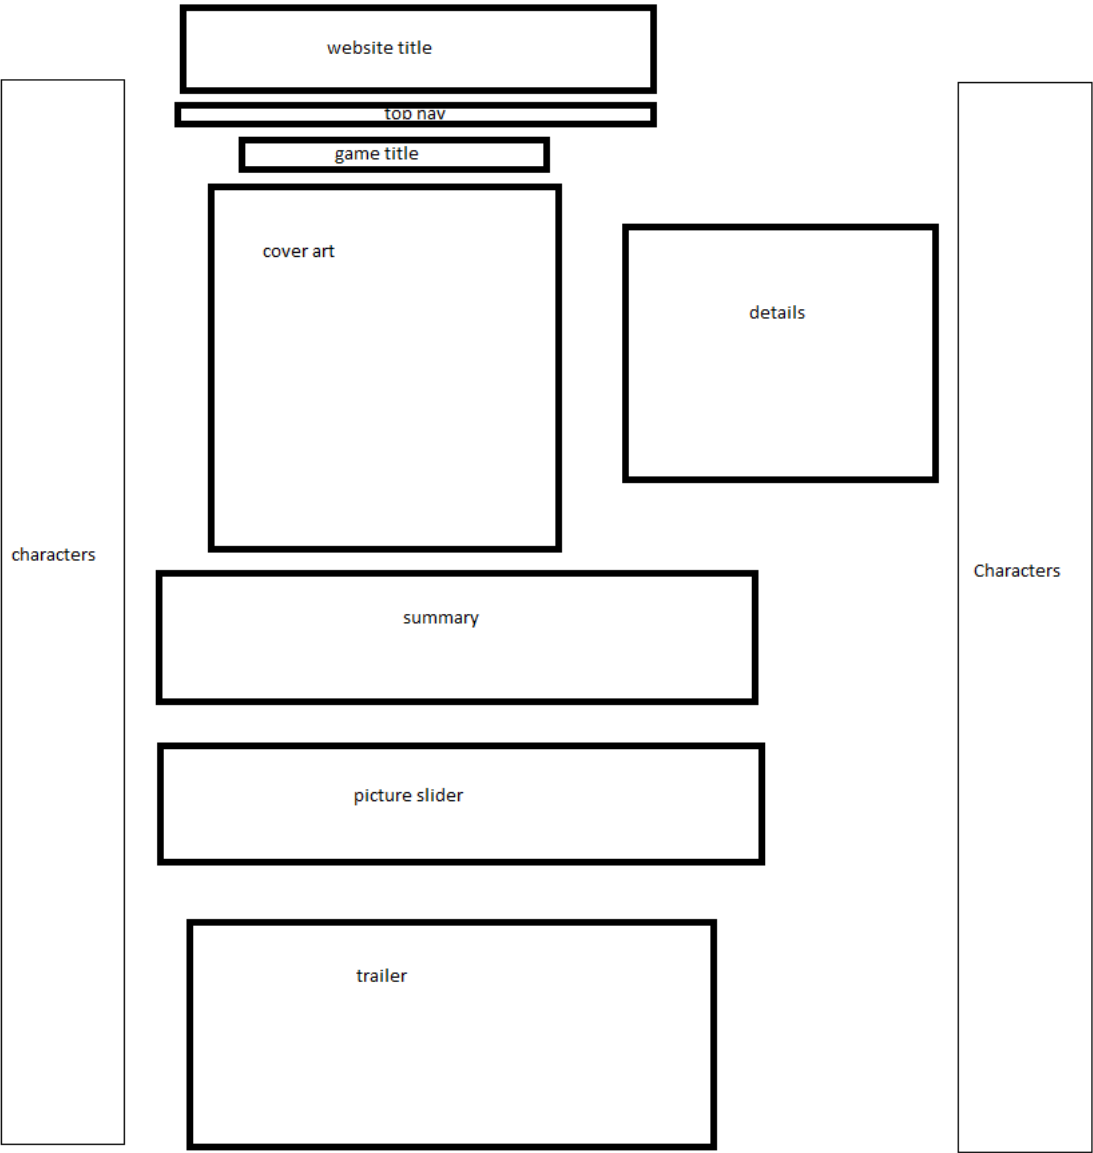 website title
top nav
game title
cover art
details
characters
Characters
summary
picture slider
trailer